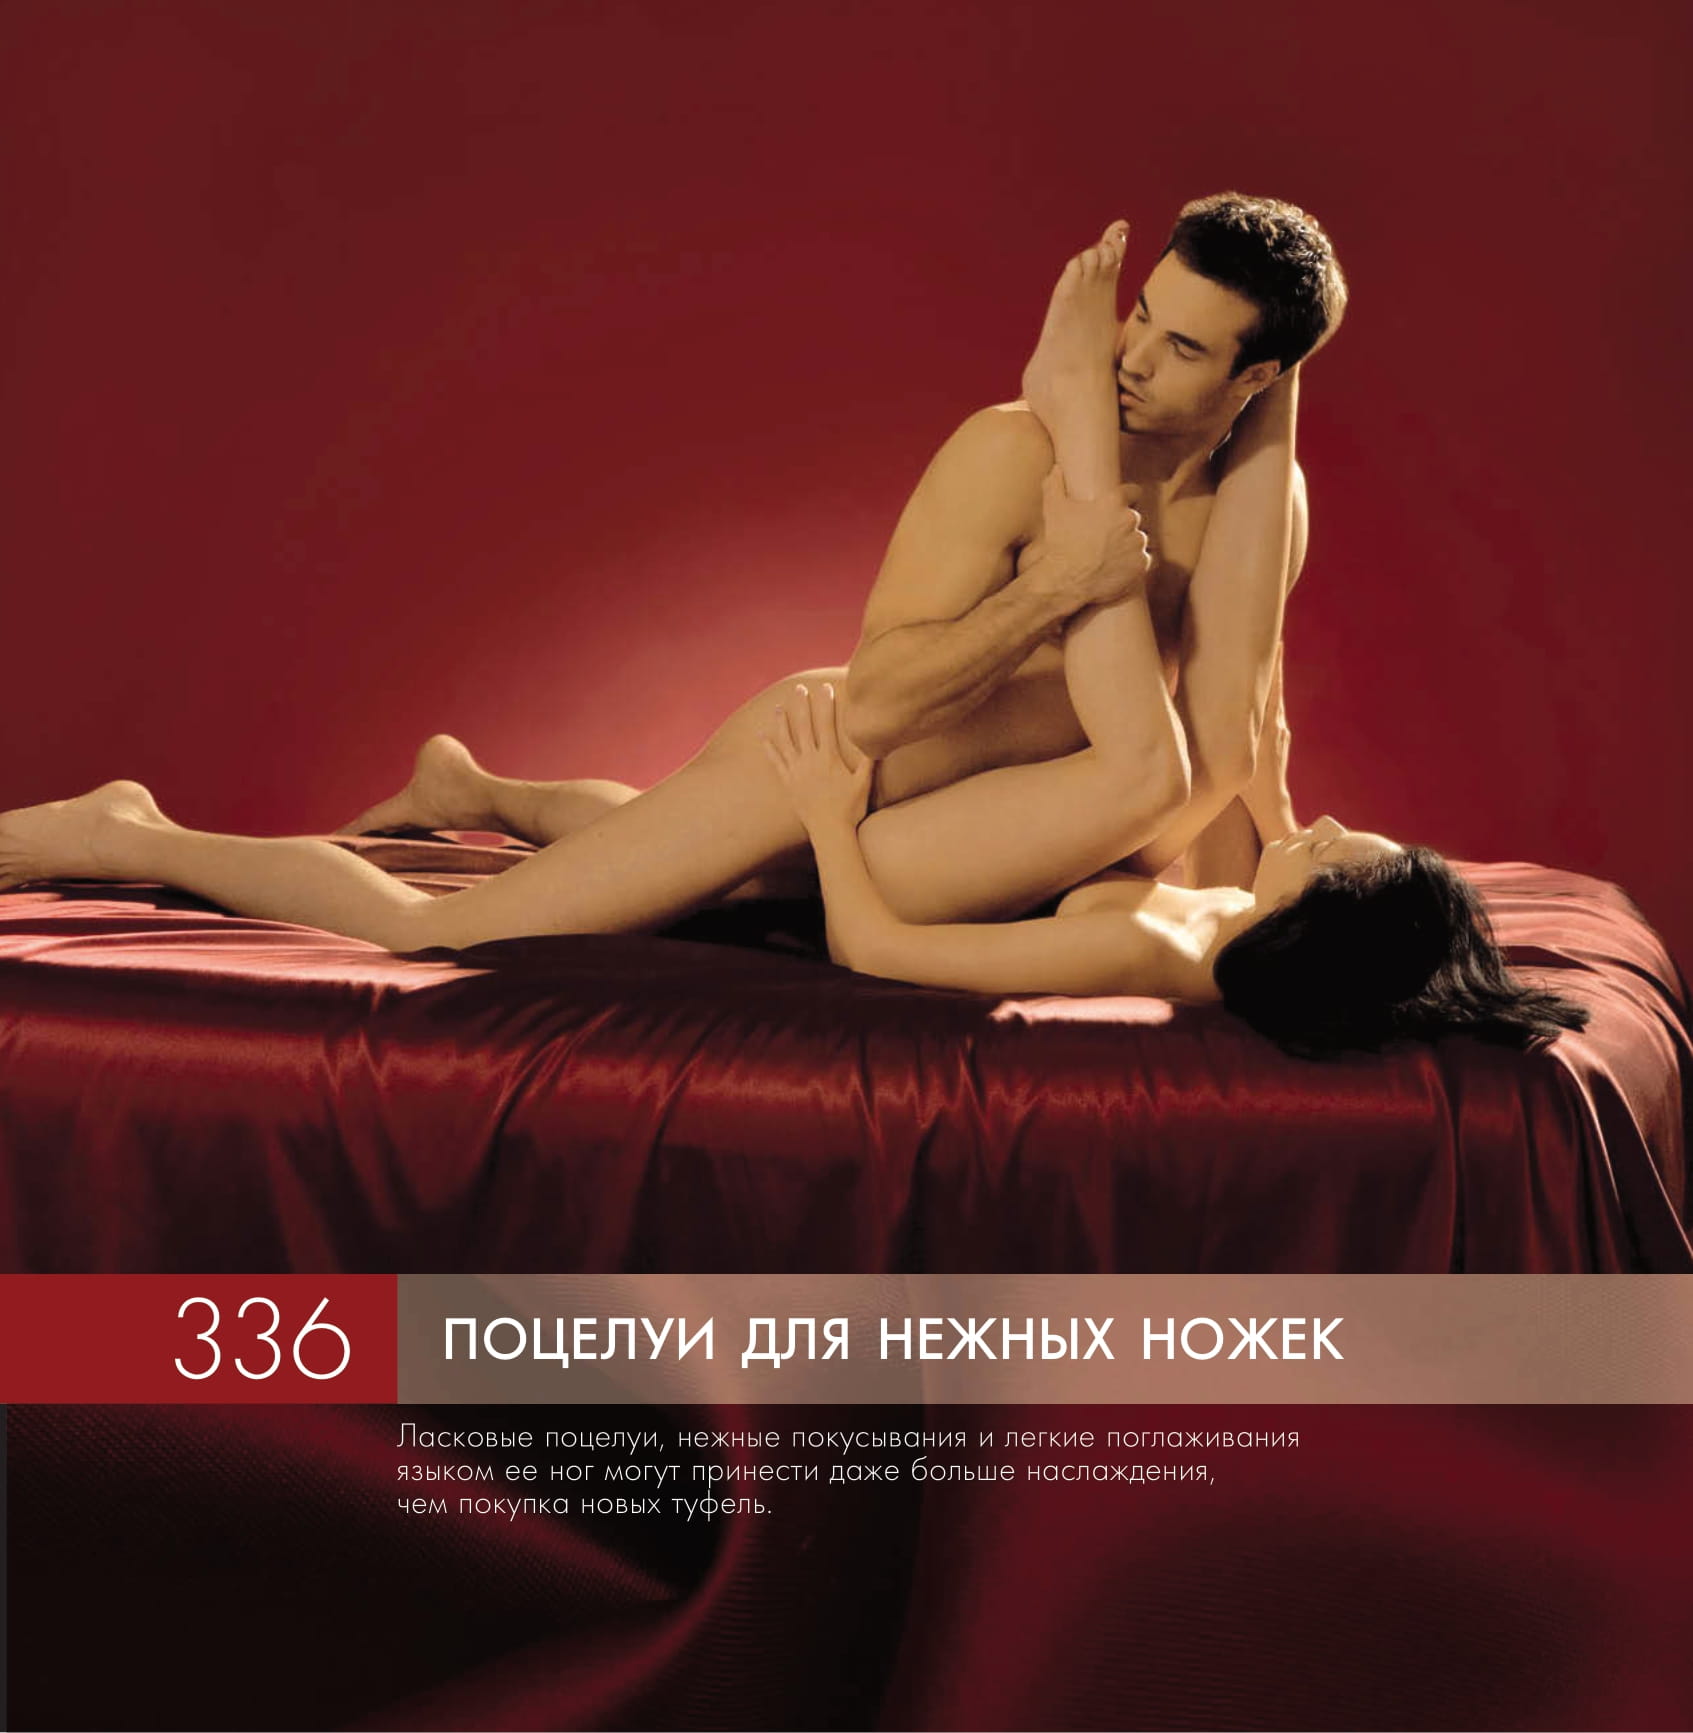 336
ПОЦЕЛУИ ДЛЯ НЕЖНЫХ НОЖЕК
Ласковые поцелуи, нежные покусывания и легкие поглаживания
языком ее ног могут принести даже больше наслаждения,
чем покупка новых туфель.